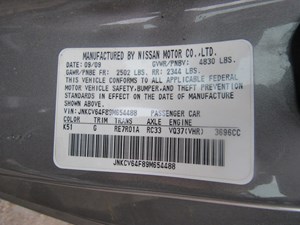 MANUFACTURED BY NISSAN MOTOR CO.,LTD.
DATE: 09/09 GVWR/PNBV: 4830 LBS.
GAWR/PNBE FR: 2502 LBS. RR: 2344 LBS.
THIS VEHICLE CONFORMS TO ALL APPLICABLE FEDERAL
MOTOR VEHICLE SAFETY,BUMPER,AND THEFT PREVENTION
STANDARDS IN EFFECT ON THE DATE OF MANUFACTURE
SHOWN ABOVE.
VIN: JNKCV64F89M654488 PASSENGER CAR
COLOR TRIM TRANS AXLE ENGINE
K51 G RE7R01A RC33 VQ37(VHR) 3696CC
JNKCV64F89M654488